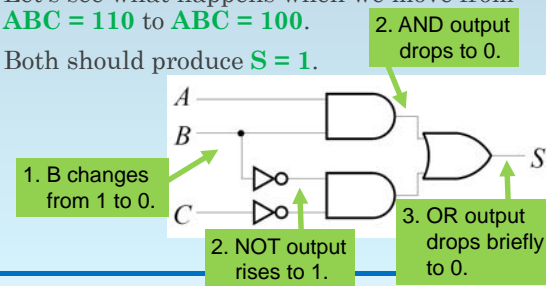 Let's see what happens when we move from
ABC = 110 to ABC = 100.
Both should produce S = 1.
2. AND output
drops to 0.
A
B
C
S
1. B changes
from 1 to 0.
2. NOT output
rises to 1.
3. OR output
drops briefly
to 0.